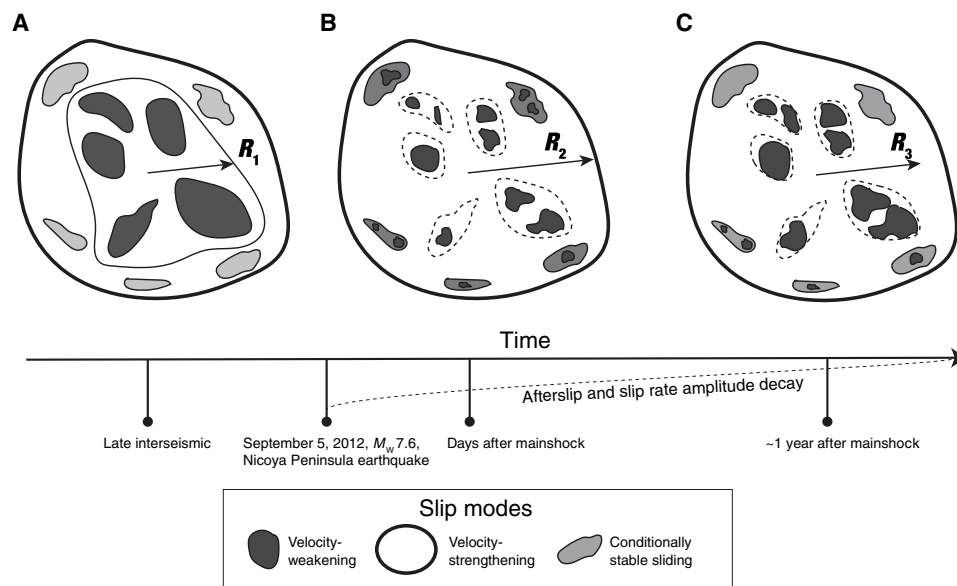 A
B
C
R1
R2
R3
Time
Afterslip and slip rate amplitude decay
Late interseismic
September 5, 2012, Mw 7.6,
Nicoya Peninsula earthquake
Days after mainshock
~1 year after mainshock
Slip modes
Velocity-
weakening
Velocity-
strengthening
Conditionally
stable sliding